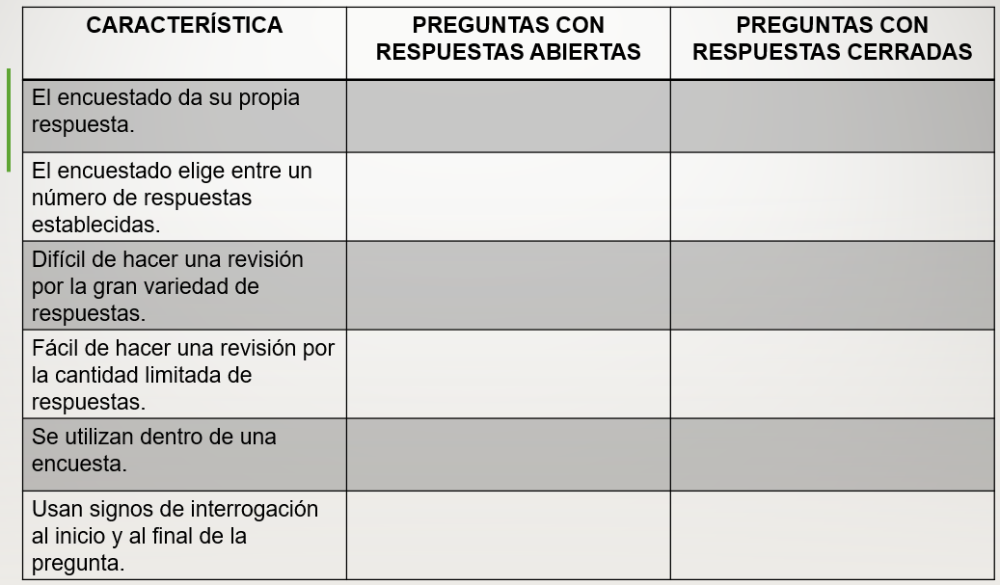 CARACTERÍSTICA
PREGUNTAS CON
RESPUESTAS ABIERTAS
PREGUNTAS CON
RESPUESTAS CERRADAS
El encuestado da su propia
respuesta.
El encuestado elige entre un
número de respuestas
establecidas.
Difícil de hacer una revisión
por la gran variedad de
respuestas.
Fácil de hacer una revisión por
la cantidad limitada de
respuestas.
Se utilizan dentro de una
encuesta.
Usan signos de interrogación
al inicio y al final de la
pregunta.